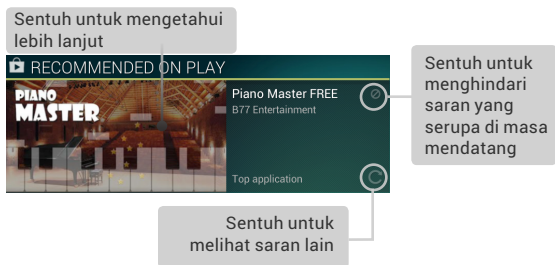 Sentuh untuk mengetahui
lebih lanjut
RECOMMENDED ON PLAY
PIANO
MASTER
Piano Master FREE
B77 Entertainment
Top application
Sentuh untuk
menghindari
saran yang
serupa di masa
mendatang
Sentuh untuk
melihat saran lain